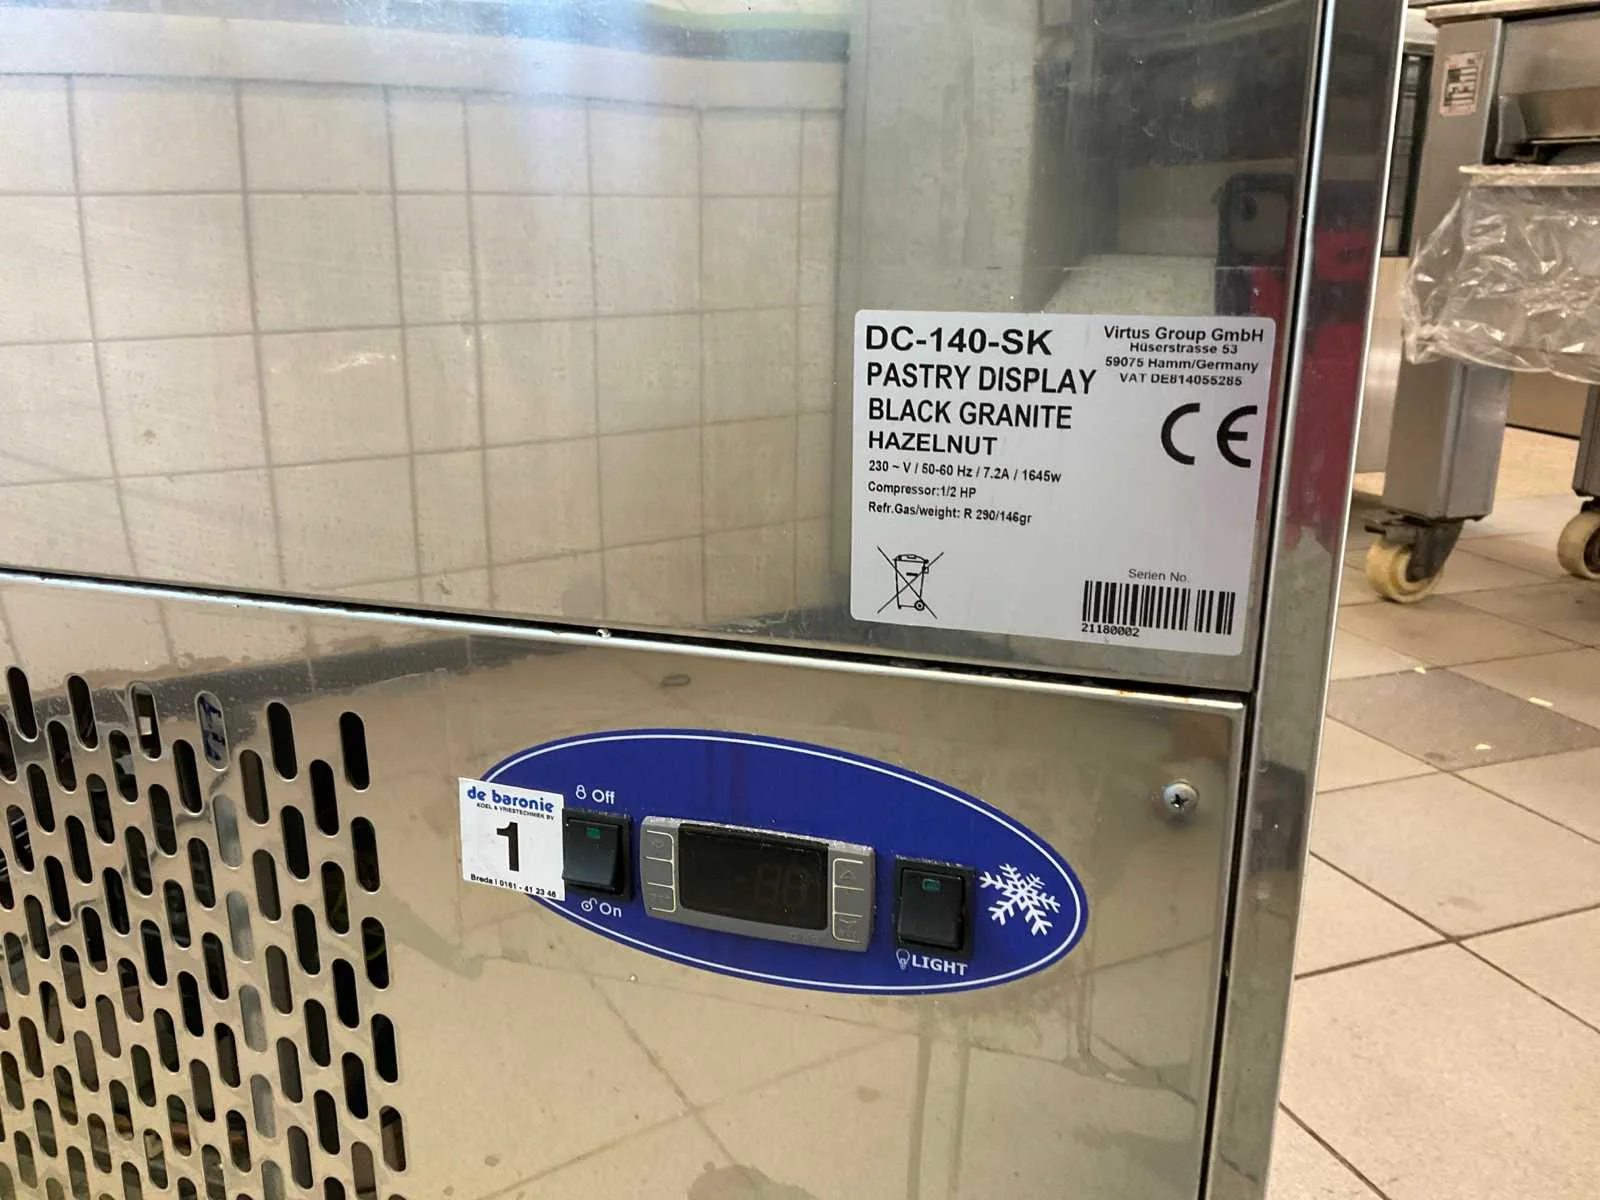 DC-140-SK
PASTRY DISPLAY
BLACK GRANITE
HAZELNUT
230 ~ V / 50-60 Hz / 7.2A / 1645w
Compressor:1/2 HP
Refr.Gas/weight: R 290/146gr
Virtus Group GmbH
Hüserstrasse 53
59075 Hamm/Germany
VAT DE814055285
CE
Serien No.
21180002
de baronie
KOEL & VRIESTECHNIEK BV
1
Breda | 0161 - 41 23 46
Off
On
LIGHT